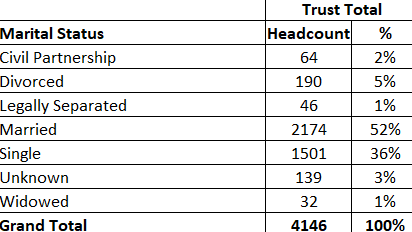 Trust Total
Marital Status Headcount %
Civil Partnership 64 2%
Divorced 190 5%
Legally Separated 46 1%
Married 2174 52%
Single 1501 36%
Unknown 139 3%
Widowed 32 1%
Grand Total 4146 100%